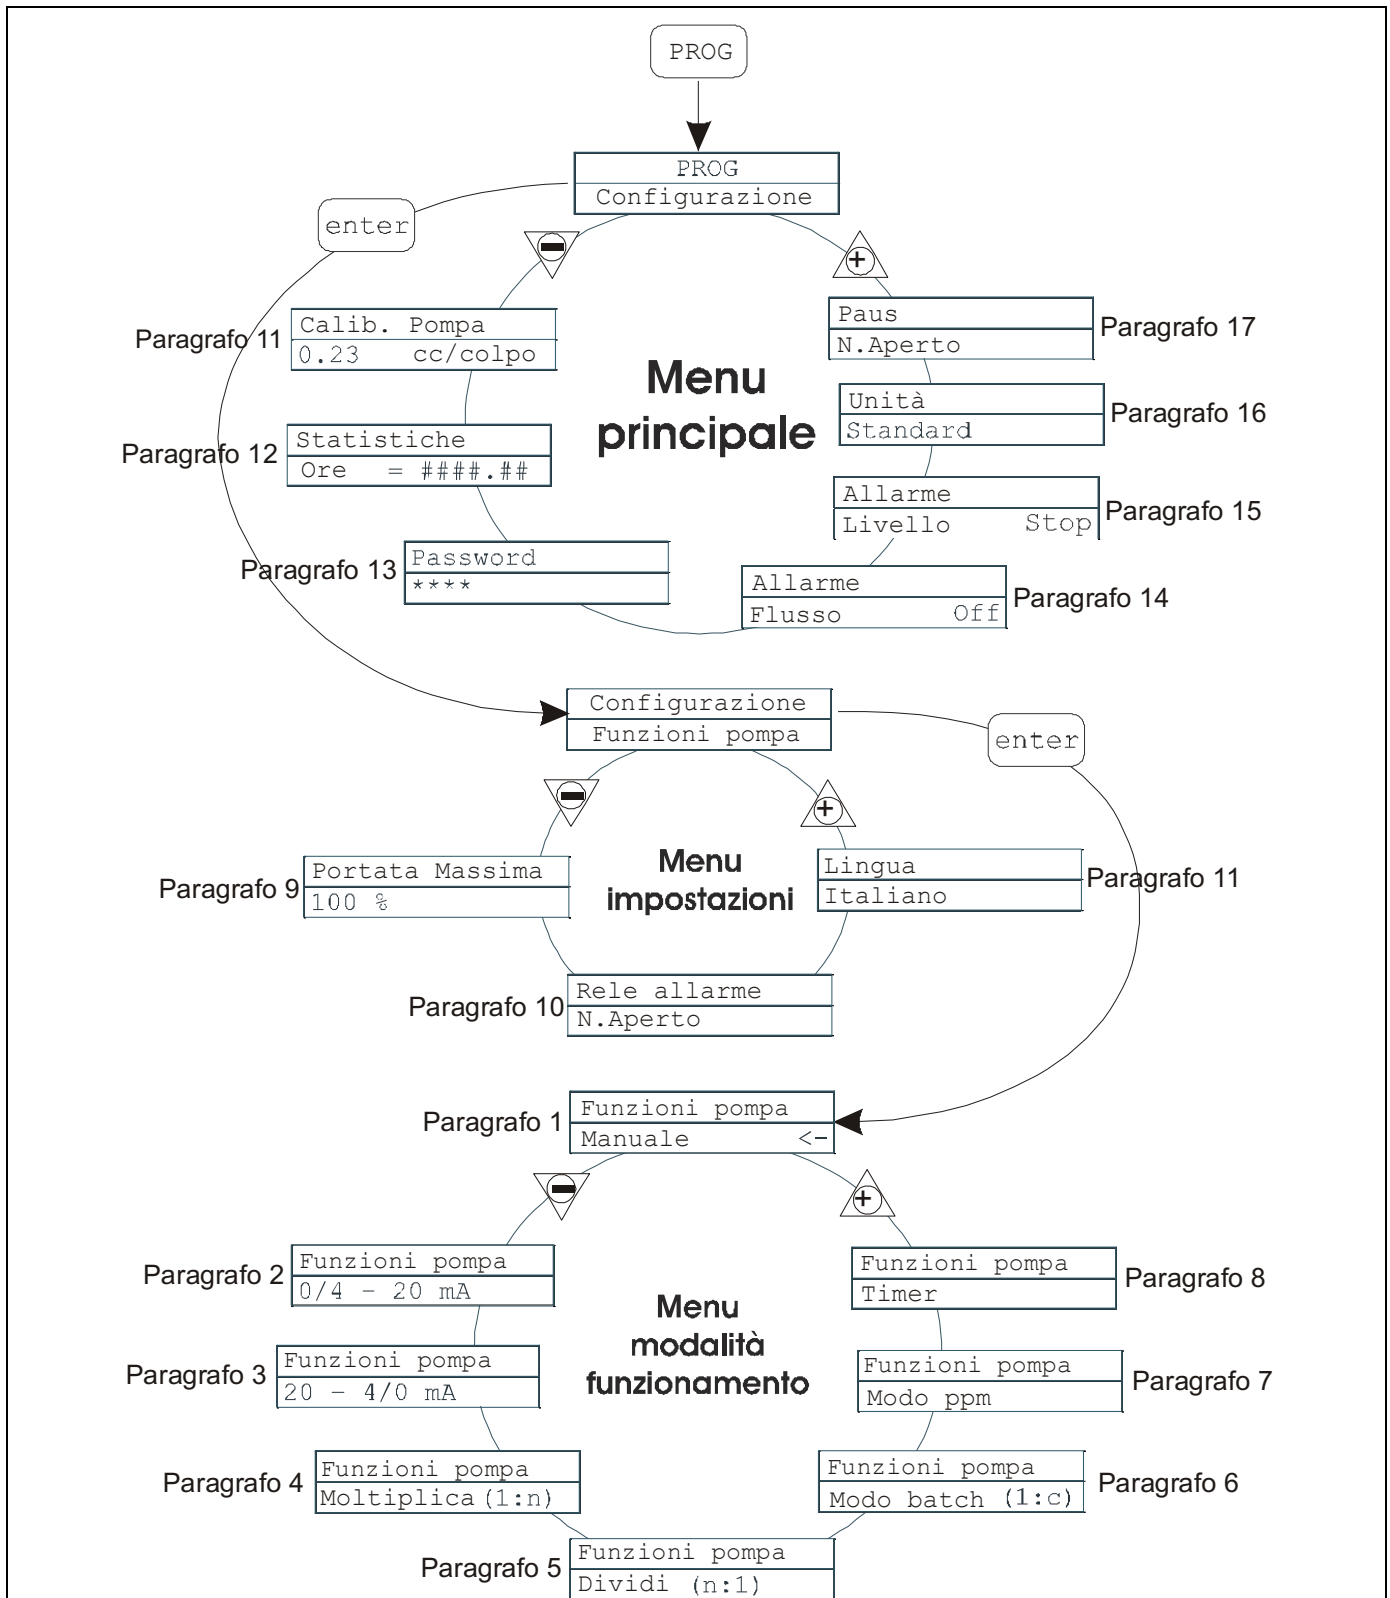 PROG
PROG
Configurazione
enter
Paragrafo 11
Calib. Pompa
0.23 cc/colpo
Paus
N.Aperto
Paragrafo 17
Menu
principale
Unità
Standard
Paragrafo 16
Paragrafo 12
Statistiche
Ore = ####.##
Allarme
Livello Stop
Paragrafo 15
Paragrafo 13
Password
****
Allarme
Flusso Off
Paragrafo 14
Configurazione
Funzioni pompa
enter
Menu
impostazioni
Paragrafo 9
Portata Massima
100 %
Lingua
Italiano
Paragrafo 11
Paragrafo 10
Rele allarme
N.Aperto
Paragrafo 1
Funzioni pompa
Manuale <-
Paragrafo 2
Funzioni pompa
0/4 - 20 mA
Funzioni pompa
Timer
Paragrafo 8
Menu
modalità
funzionamento
Paragrafo 3
Funzioni pompa
20 - 4/0 mA
Funzioni pompa
Modo ppm
Paragrafo 7
Paragrafo 4
Funzioni pompa
Moltiplica (1:n)
Funzioni pompa
Modo batch (1:c)
Paragrafo 6
Paragrafo 5
Funzioni pompa
Dividi (n:1)